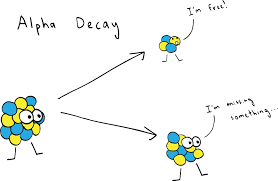 Alpha Decay
I'm free!
I'm missing
something...